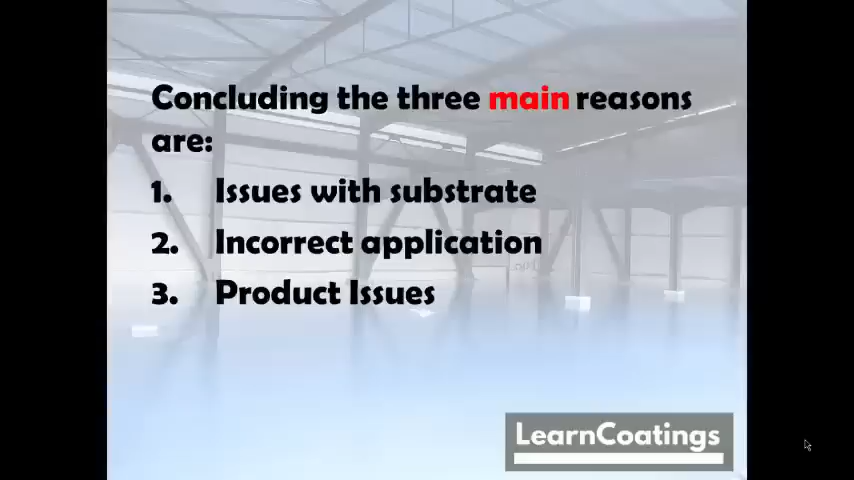 Concluding the three main reasons
are:
1. Issues with substrate
2. Incorrect application
3. Product Issues
LearnCoatings